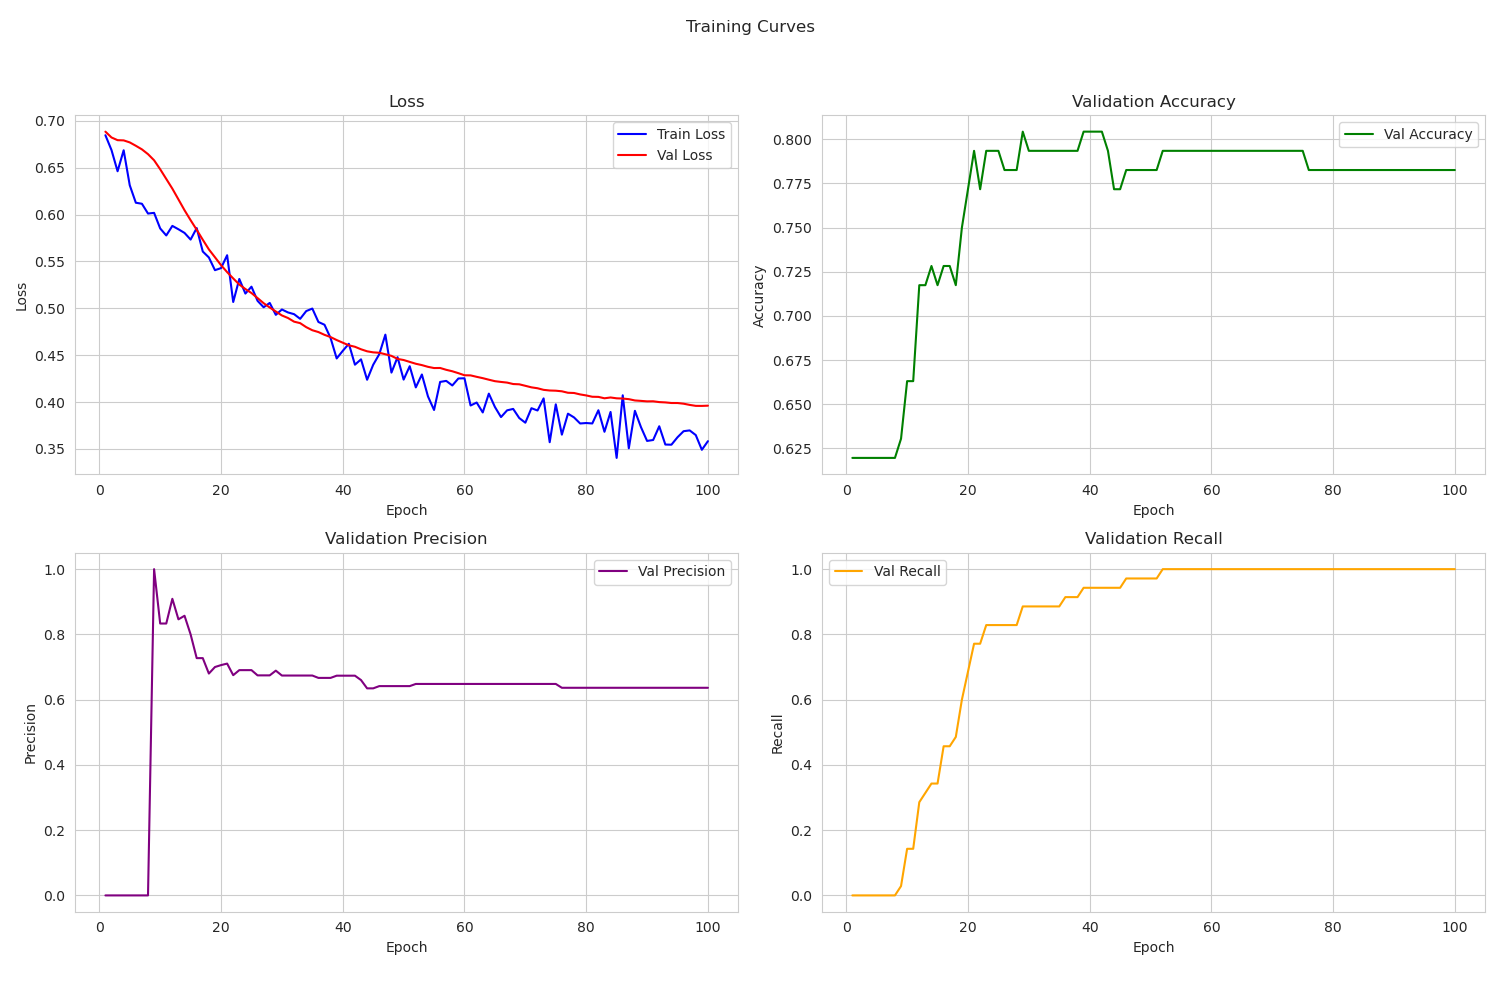 Training Curves
Loss
0.70
0.65
0.60
0.55
0.50
0.45
0.40
0.35
Loss
Train Loss
Val Loss
0 20 40 60 80 100
Epoch
Validation Accuracy
0.800
0.775
0.750
0.725
0.700
0.675
0.650
0.625
Accuracy
Val Accuracy
0 20 40 60 80 100
Epoch
Validation Precision
1.0
0.8
0.6
0.4
0.2
0.0
Precision
Val Precision
0 20 40 60 80 100
Epoch
Validation Recall
1.0
0.8
0.6
0.4
0.2
0.0
Recall
Val Recall
0 20 40 60 80 100
Epoch